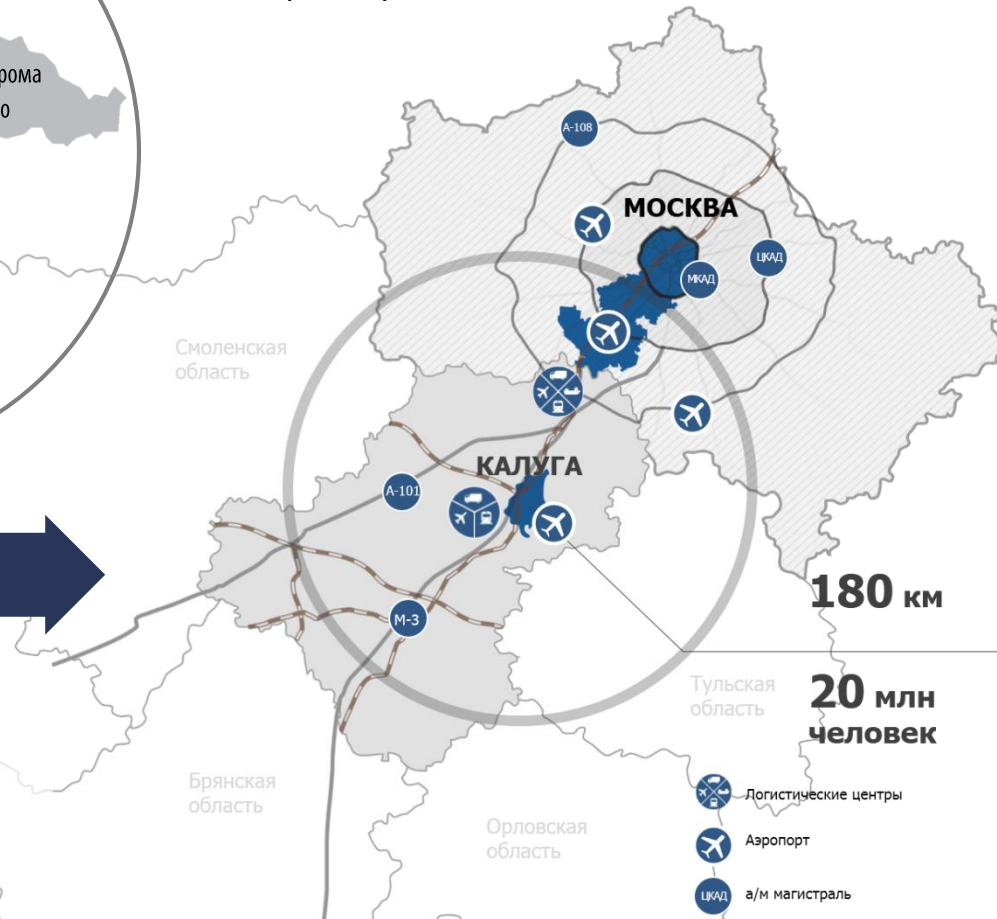 рома
о
А-108
МОСКВА
ЦКАД
МКАД
Смоленская
область
КАЛУГА
А-101
180 км
М-3
Тульская
область
20 млн
человек
Брянская
область
Логистические центры
Орловская
область
Аэропорт
ЦКАД
а/м магистраль